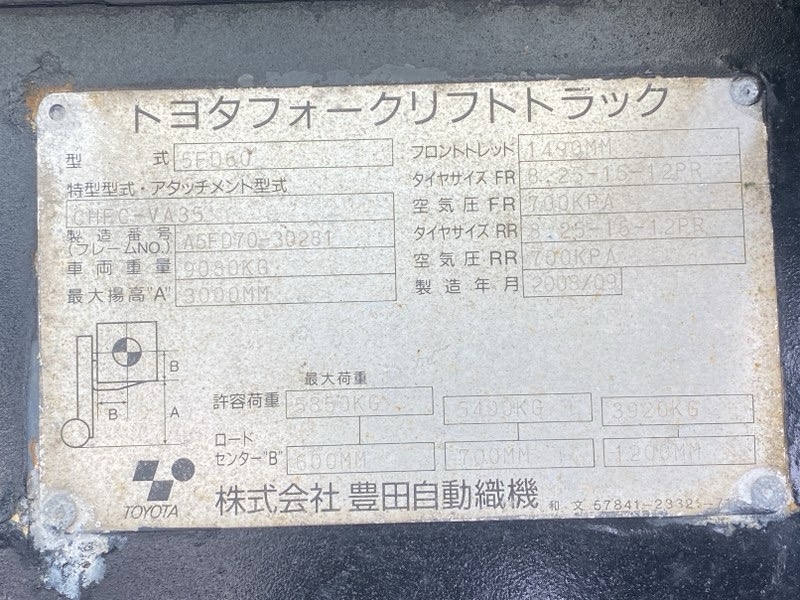 トヨタフォークリフトトラック
型 式 5FD60
特型型式・アタッチメント型式
CHFC-VA35
製造番号 (フレームNO.) A5FD70-30281
車両重量 9080KG
最大揚高"A" 3000MM
フロントトレッド 1490MM
タイヤサイズ FR 8.25-15-12PR
空気圧 FR 700KPA
タイヤサイズ RR 8.25-15-12PR
空気圧 RR 700KPA
製造年月 2008/09
B
B
A
最大荷重
許容荷重 5850KG 5400KG 3920KG
ロードセンター"B" 600MM 700MM 1200MM
TOYOTA
株式会社 豊田自動織機
和文